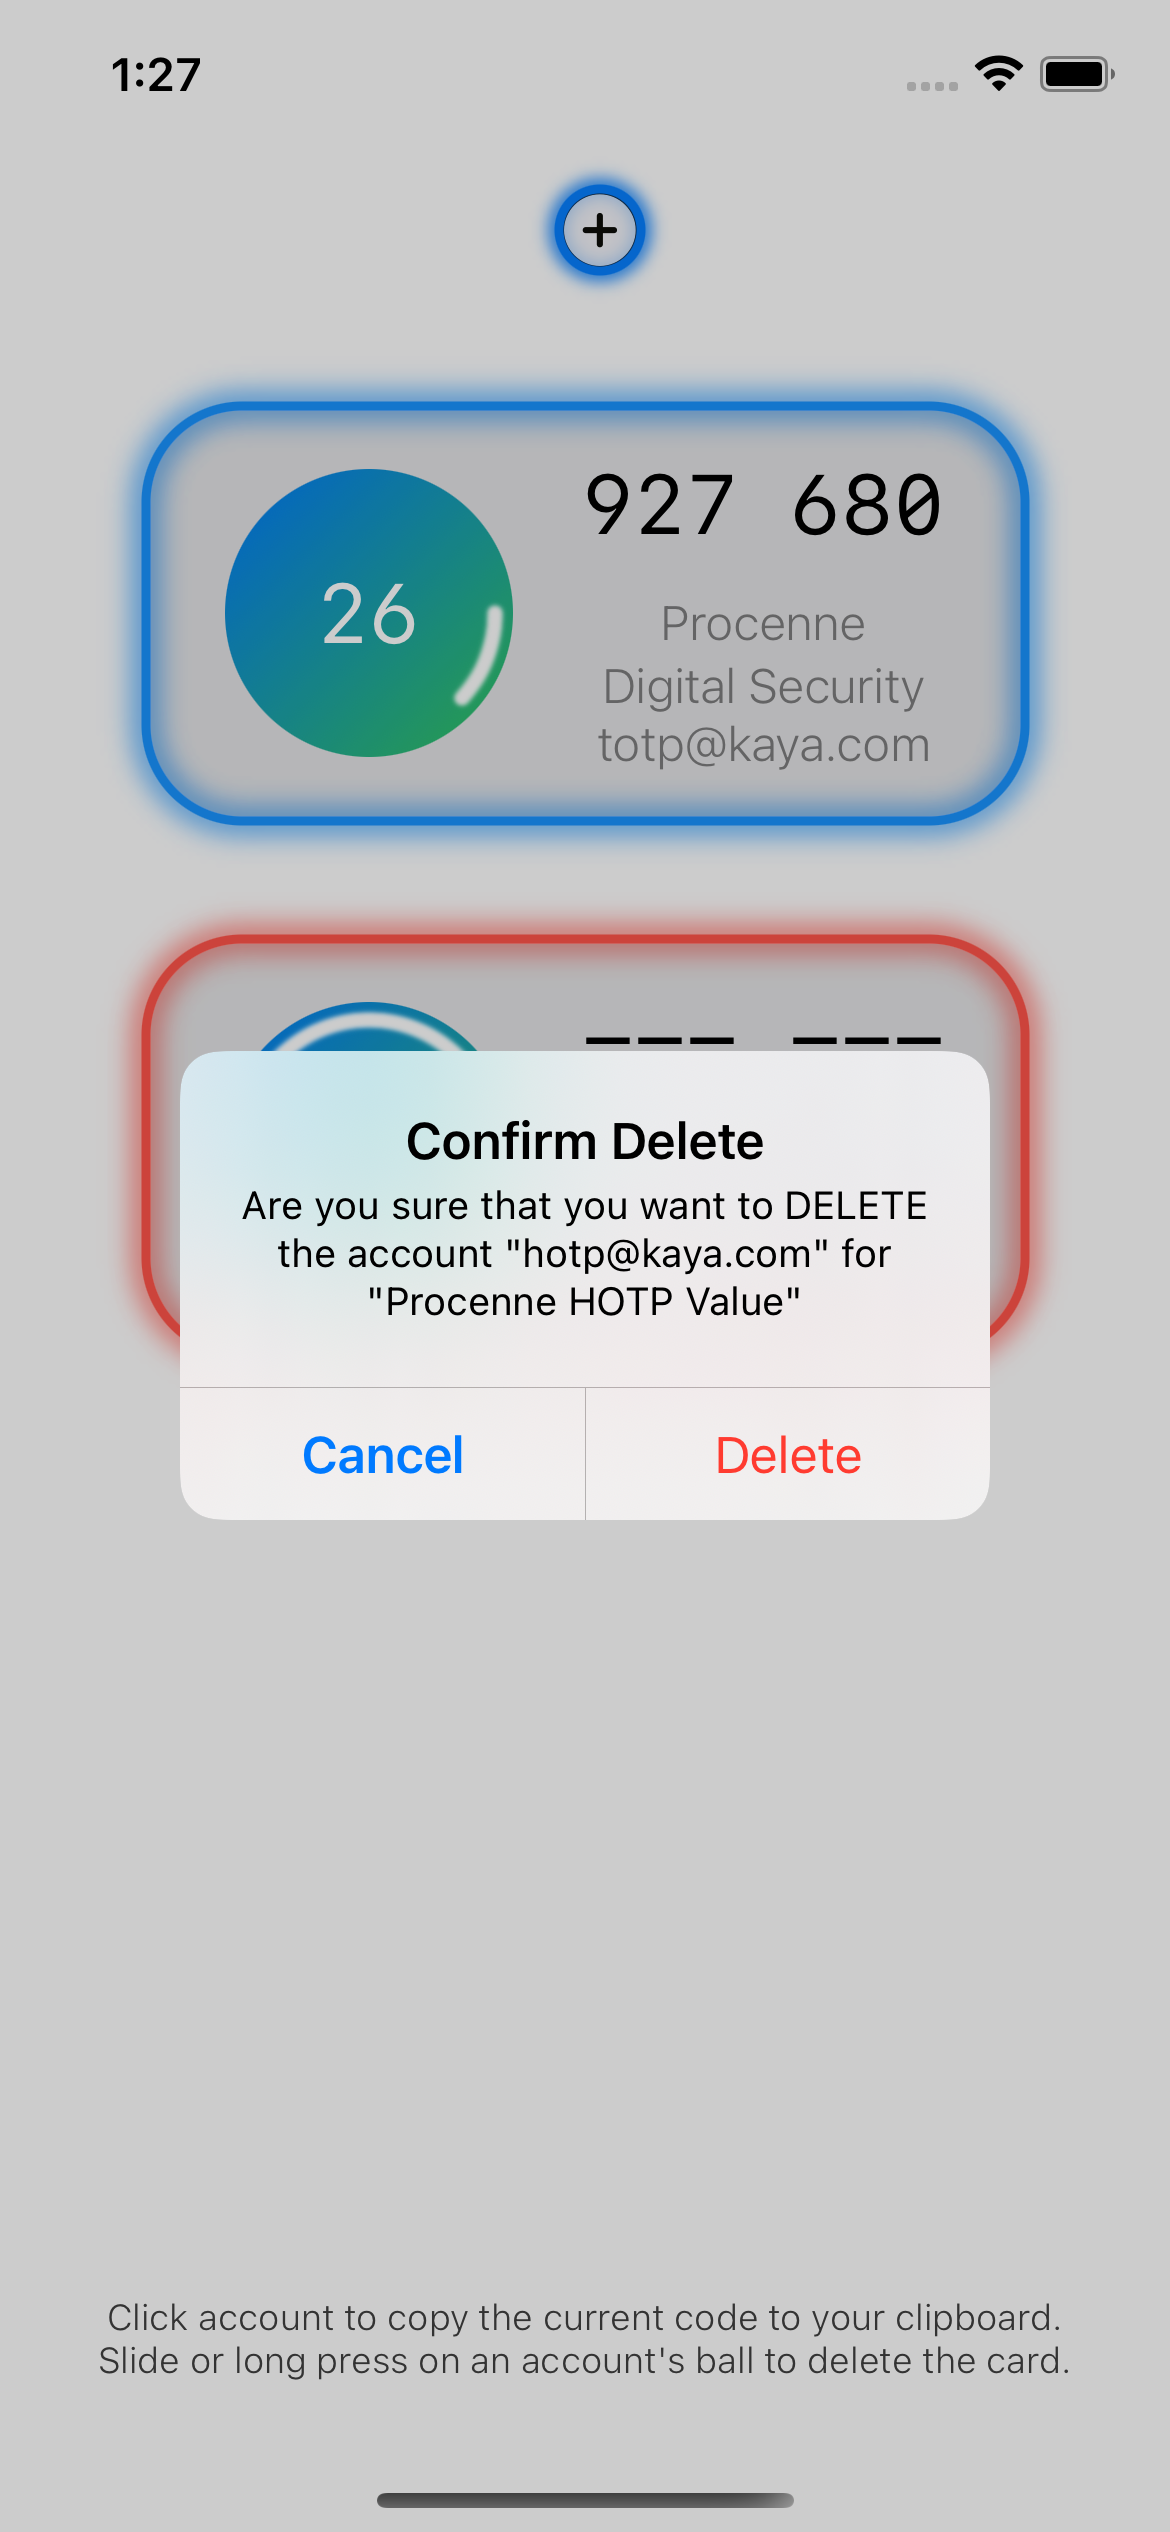 1:27
+
927 680
26
Procenne
Digital Security
totp@kaya.com
--- ---
Confirm Delete
Are you sure that you want to DELETE
the account "hotp@kaya.com" for
"Procenne HOTP Value"
Cancel
Delete
Click account to copy the current code to your clipboard.
Slide or long press on an account's ball to delete the card.